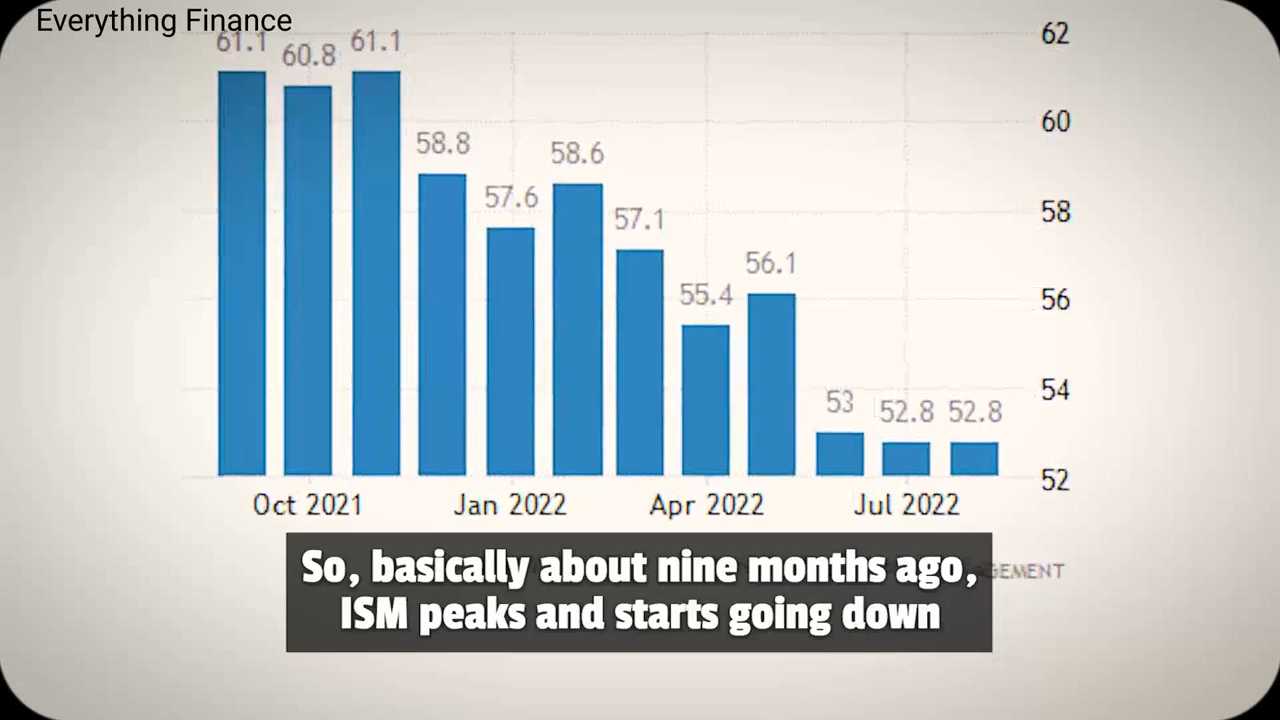 Everything Finance
61.1
60.8
61.1
58.8
57.6
58.6
57.1
55.4
56.1
53
52.8
52.8
62
60
58
56
54
52
Oct 2021
Jan 2022
Apr 2022
Jul 2022
So, basically about nine months ago,
ISM peaks and starts going down